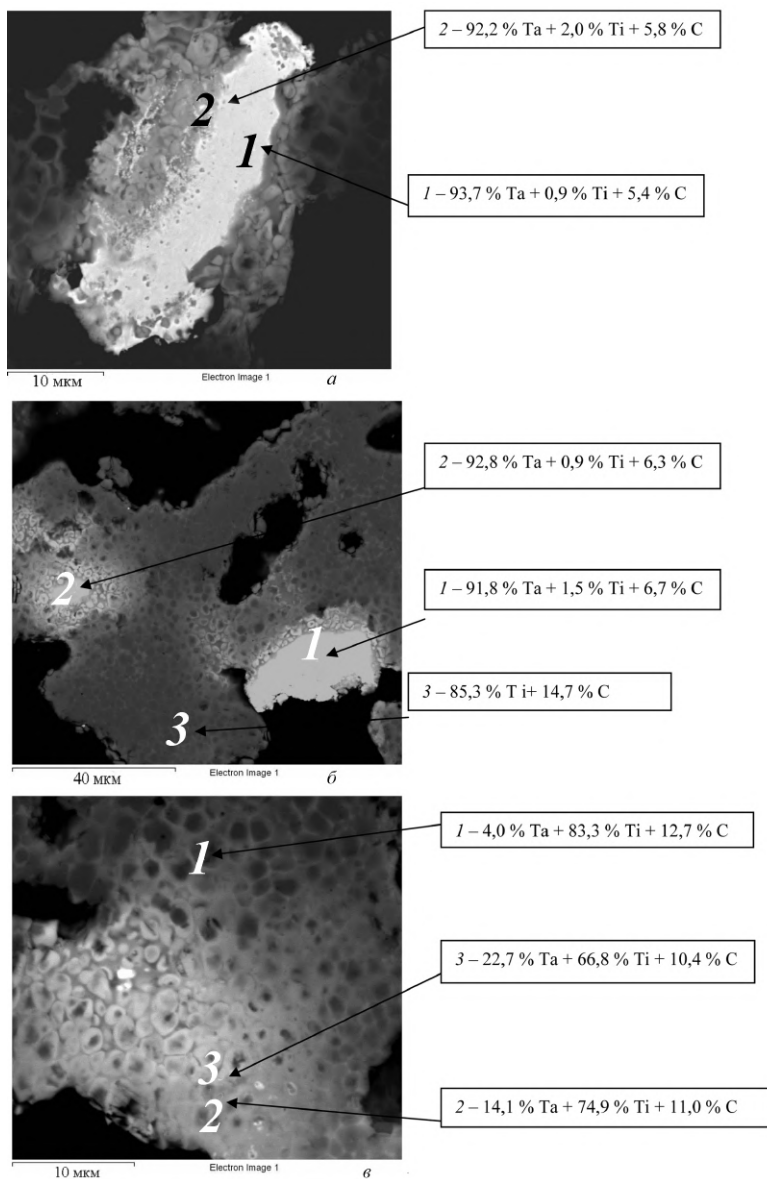 2 – 92,2 % Ta + 2,0 % Ti + 5,8 % C
2
1
1 – 93,7 % Ta + 0,9 % Ti + 5,4 % C
10 мкм
Electron Image 1
а
2 – 92,8 % Ta + 0,9 % Ti + 6,3 % C
2
1
1 – 91,8 % Ta + 1,5 % Ti + 6,7 % C
3
3 – 85,3 % T i+ 14,7 % C
40 мкм
Electron Image 1
б
1
1 – 4,0 % Ta + 83,3 % Ti + 12,7 % C
3 – 22,7 % Ta + 66,8 % Ti + 10,4 % C
3
2
2 – 14,1 % Ta + 74,9 % Ti + 11,0 % C
10 мкм
Electron Image 1
в